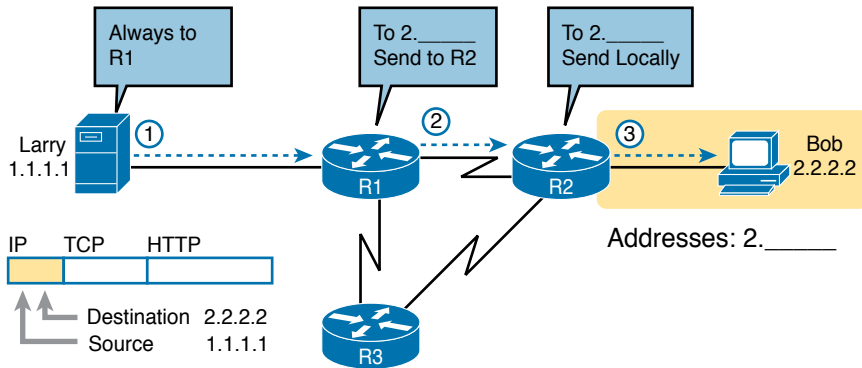 Always to
R1
To 2._____
Send to R2
To 2._____
Send Locally
1
2
3
Larry
1.1.1.1
R1
R2
Bob
2.2.2.2
Addresses: 2._____
IP TCP HTTP
Destination 2.2.2.2
Source 1.1.1.1
R3